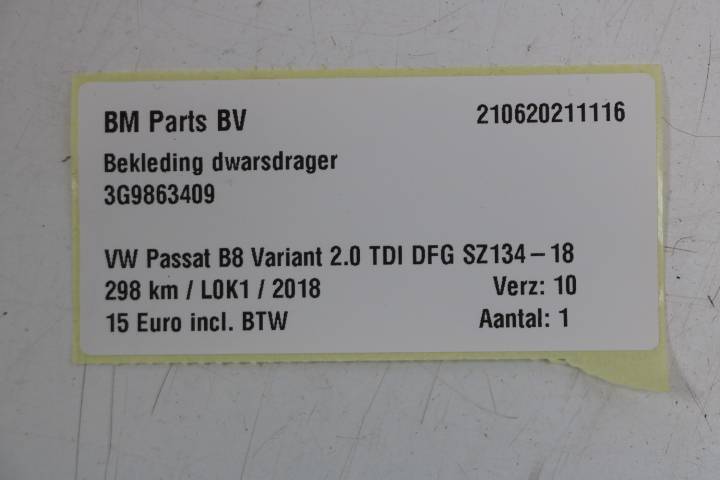 BM Parts BV 210620211116
Bekleding dwarsdrager
3G9863409
VW Passat B8 Variant 2.0 TDI DFG SZ134-18
298 km / L0K1 / 2018 Verz: 10
15 Euro incl. BTW Aantal: 1